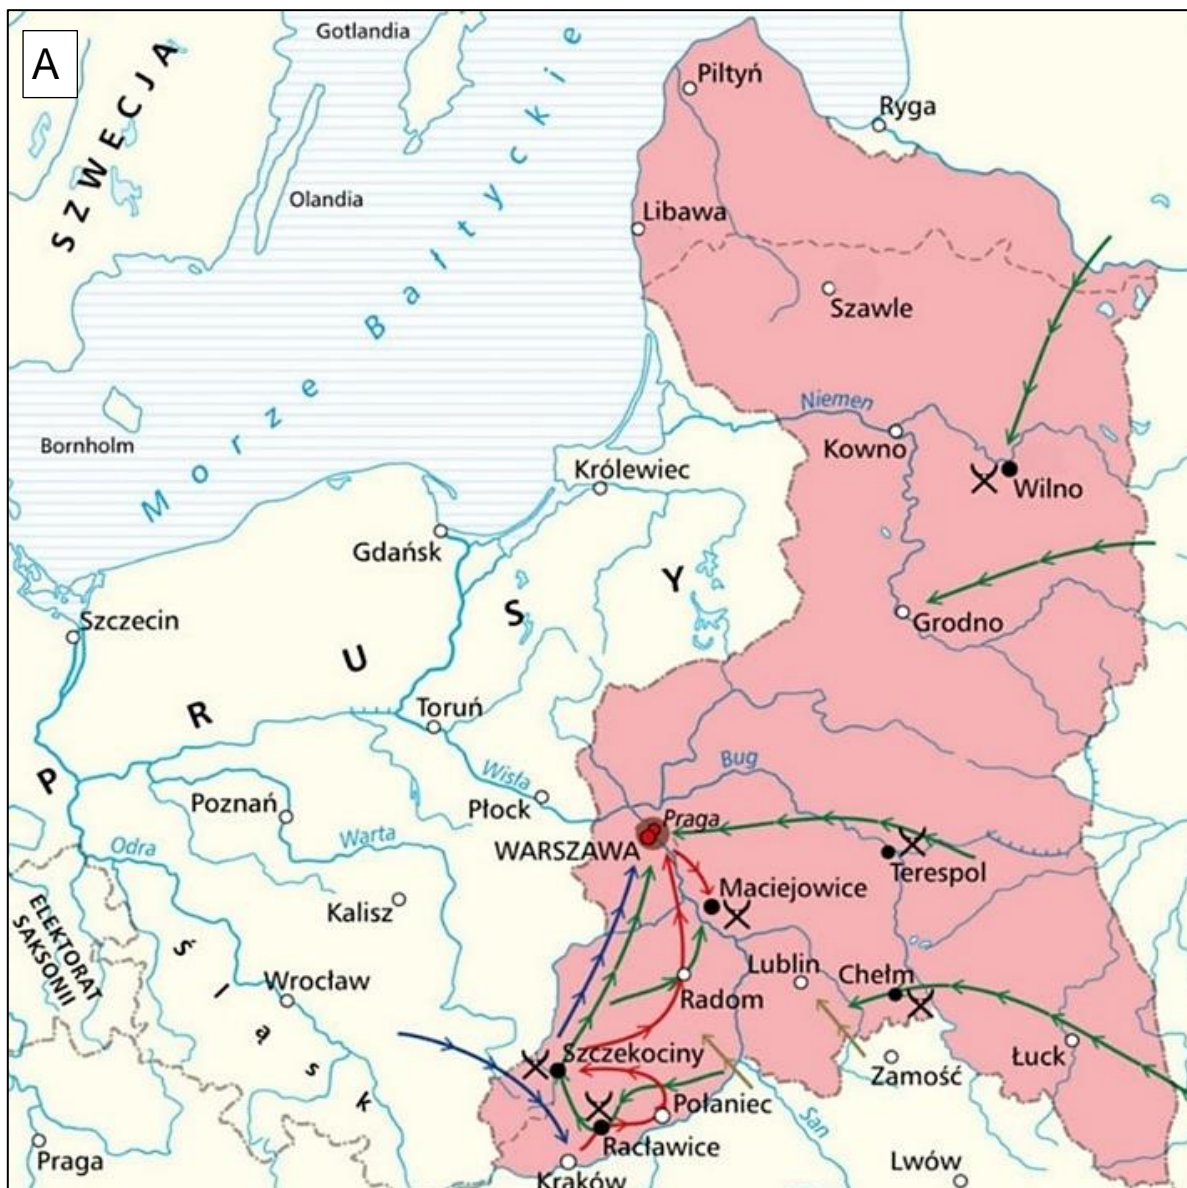 A
Gotlandia
SZWECJA
Morze Bałtyckie
Piltyń
Ryga
Olandia
Libawa
Szawle
Bornholm
Niemen
Kowno
Królewiec
Wilno
Gdańsk
PRUSY
Szczecin
Grodno
Toruń
Bug
Wisła
Płock
Poznań
Praga
Warta
Odra
WARSZAWA
Terespol
Maciejowice
Kalisz
ELEKTORAT
SAKSONII
Śląsk
Lublin
Chełm
Wrocław
Radom
Szczekociny
Łuck
Zamość
Połaniec
San
Racławice
Praga
Kraków
Lwów